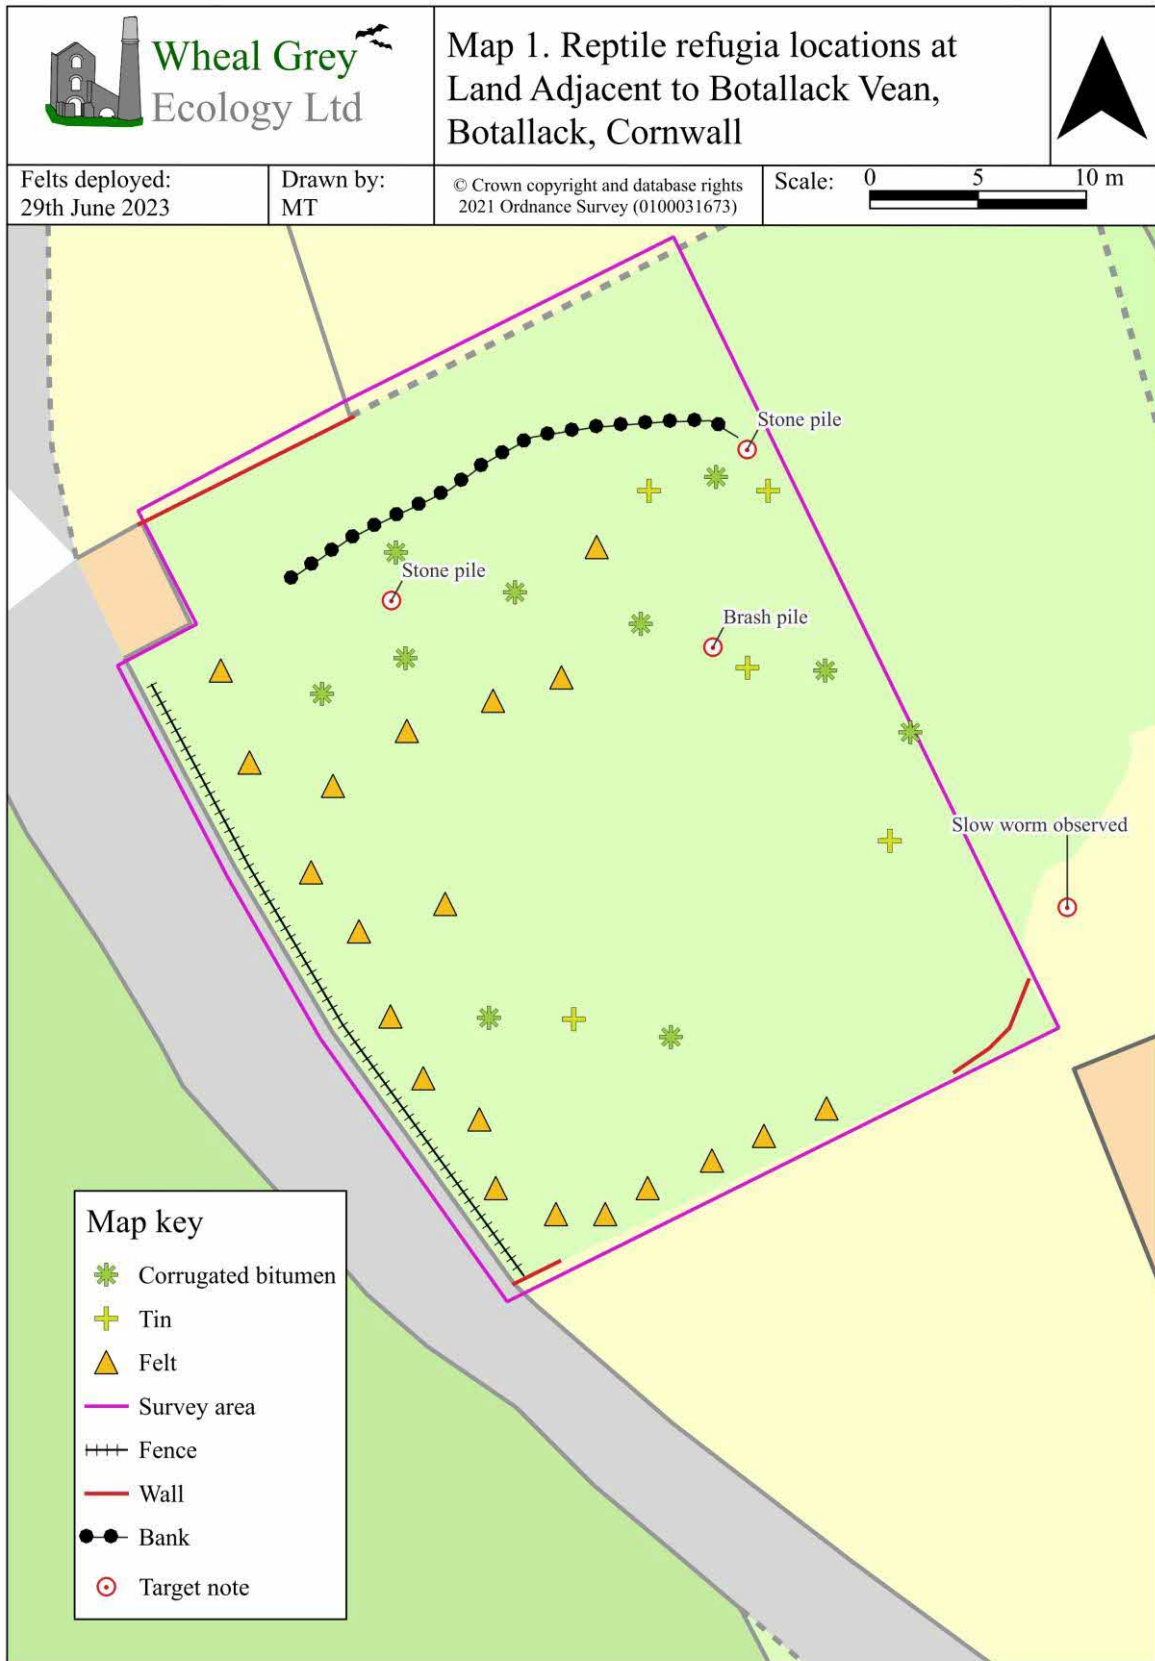 Wheal Grey
Ecology Ltd
Map 1. Reptile refugia locations at
Land Adjacent to Botallack Vean,
Botallack, Cornwall
Felts deployed:
29th June 2023
Drawn by:
MT
© Crown copyright and database rights
2021 Ordnance Survey (0100031673)
Scale:
0 5 10 m
Stone pile
Stone pile
Brash pile
Slow worm observed
Map key
Corrugated bitumen
Tin
Felt
Survey area
Fence
Wall
Bank
Target note